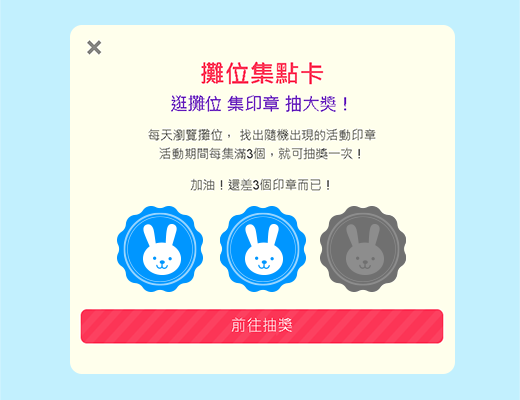 攤位集點卡
逛攤位 集印章 抽大獎！
每天瀏覽攤位， 找出隨機出現的活動印章
活動期間每集滿3個，就可抽獎一次！
加油！還差3個印章而已！
前往抽獎